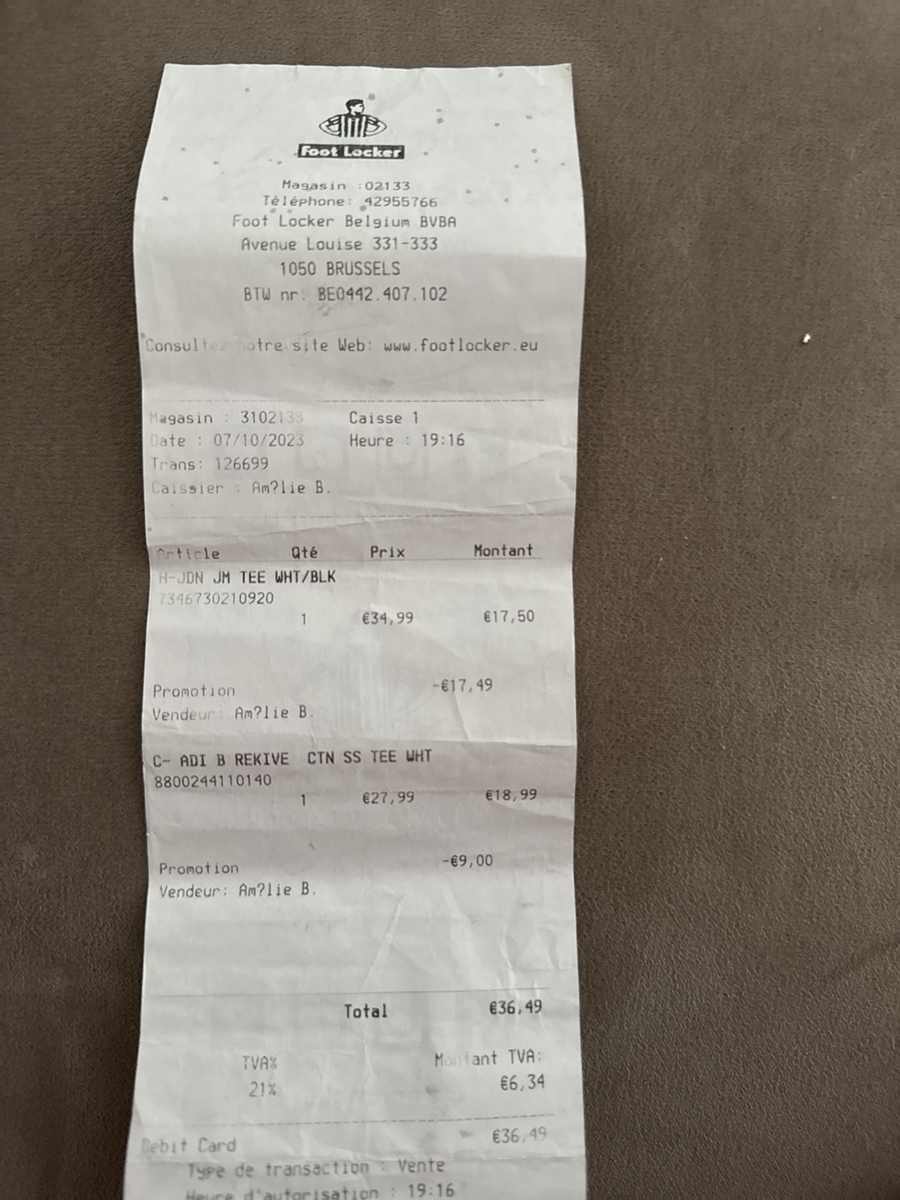 Foot Locker
Magasin :02133
Téléphone: 42955766
Foot Locker Belgium BVBA
Avenue Louise 331-333
1050 BRUSSELS
BTW nr. BE0442.407.102
Consultez notre site Web: www.footlocker.eu
Magasin : 3102133 Caisse 1
Date : 07/10/2023 Heure : 19:16
Trans: 126699
Caissier : Am?lie B.
Article Qté Prix Montant
H-JDN JM TEE WHT/BLK
7346730210920
1 €34,99 €17,50
Promotion -€17,49
Vendeur: Am?lie B.
C- ADI B REKIVE CTN SS TEE WHT
8800244110140
1 €27,99 €18,99
Promotion -€9,00
Vendeur: Am?lie B.
Total €36,49
TVA% Montant TVA:
21% €6,34
Debit Card €36,49
Type de transaction : Vente
Heure d'autorisation : 19:16